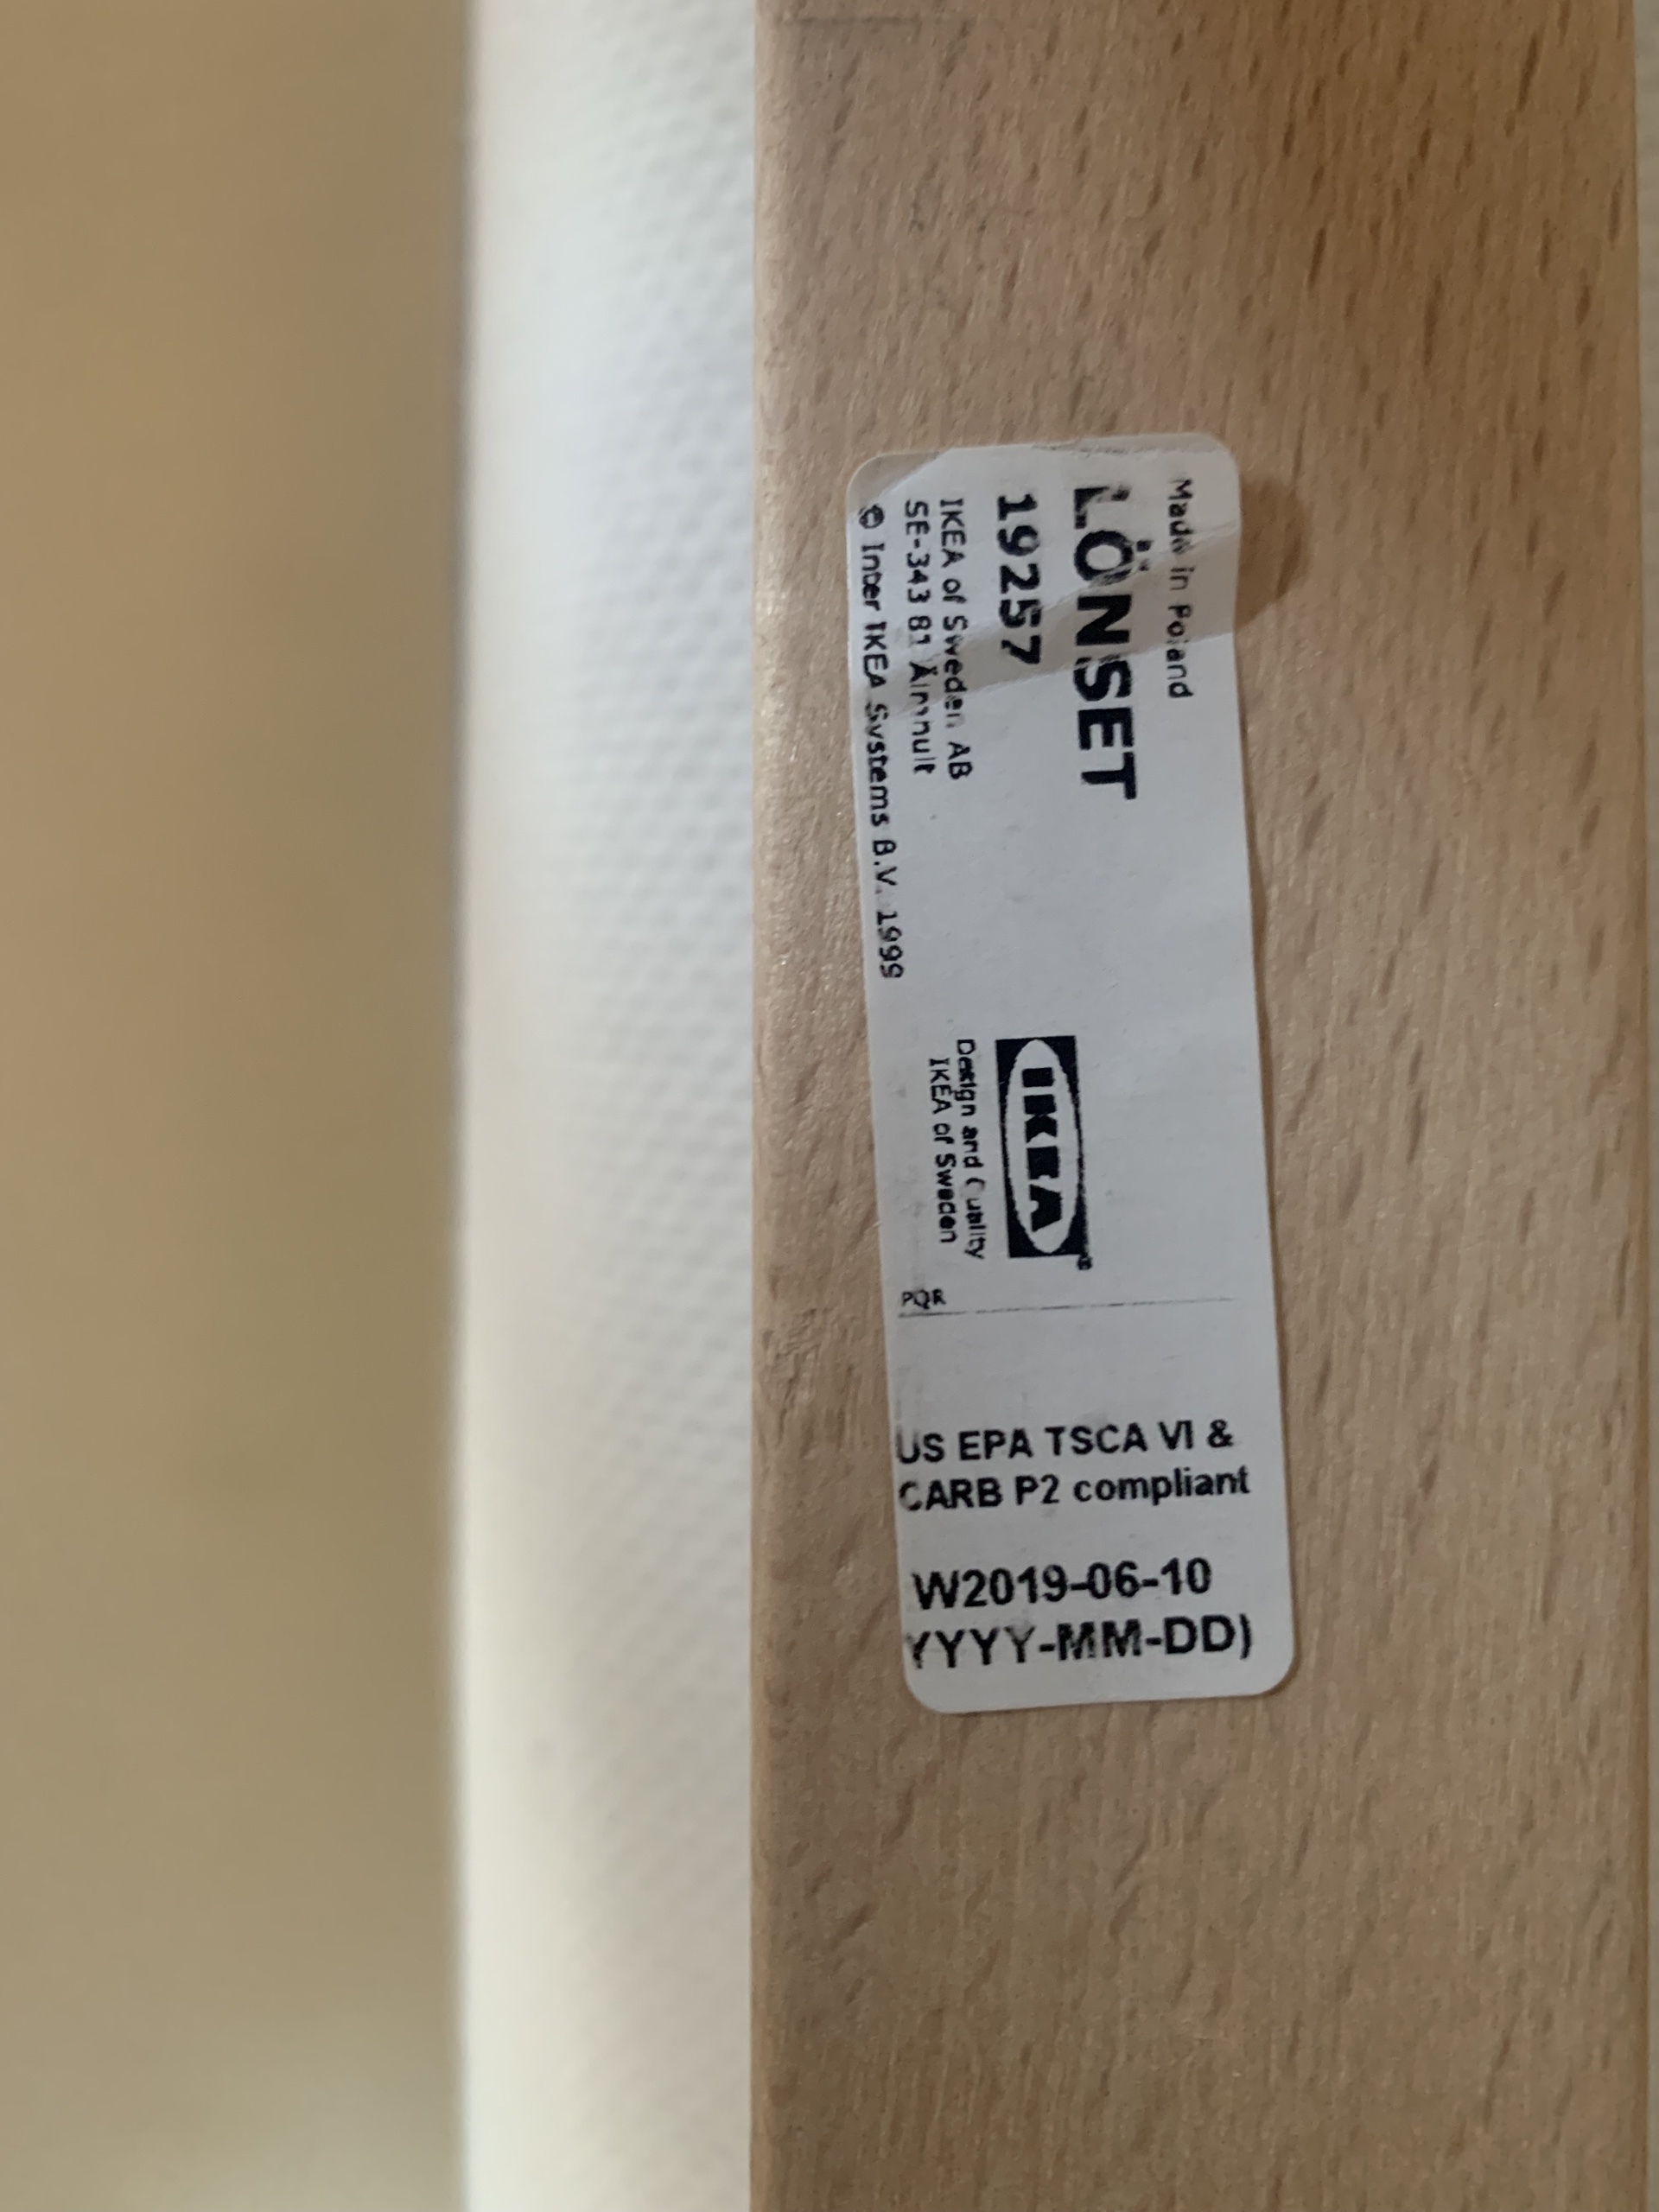 Made in Poland
LÖNSET
19257
IKEA of Sweden AB
SE-343 81 Älmhult
© Inter IKEA Systems B.V. 1999
IKEA®
Design and Quality
IKEA of Sweden
PQR
US EPA TSCA VI &
CARB P2 compliant
W2019-06-10
YYYY-MM-DD)